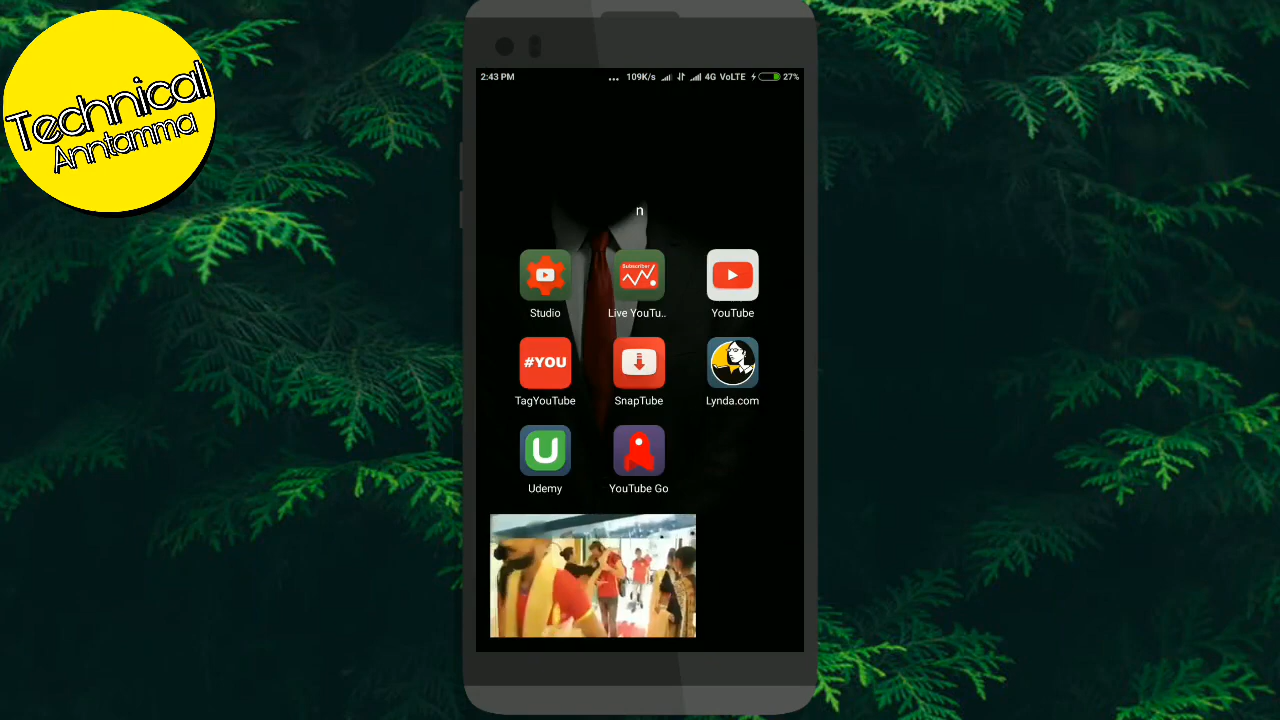 Technical
Anntamma
2:43 PM ... 109K/s 4G VoLTE 27%
n
Studio
Subscriber
Live YouTu..
YouTube
#YOU
TagYouTube
SnapTube
Lynda.com
U
Udemy
YouTube Go